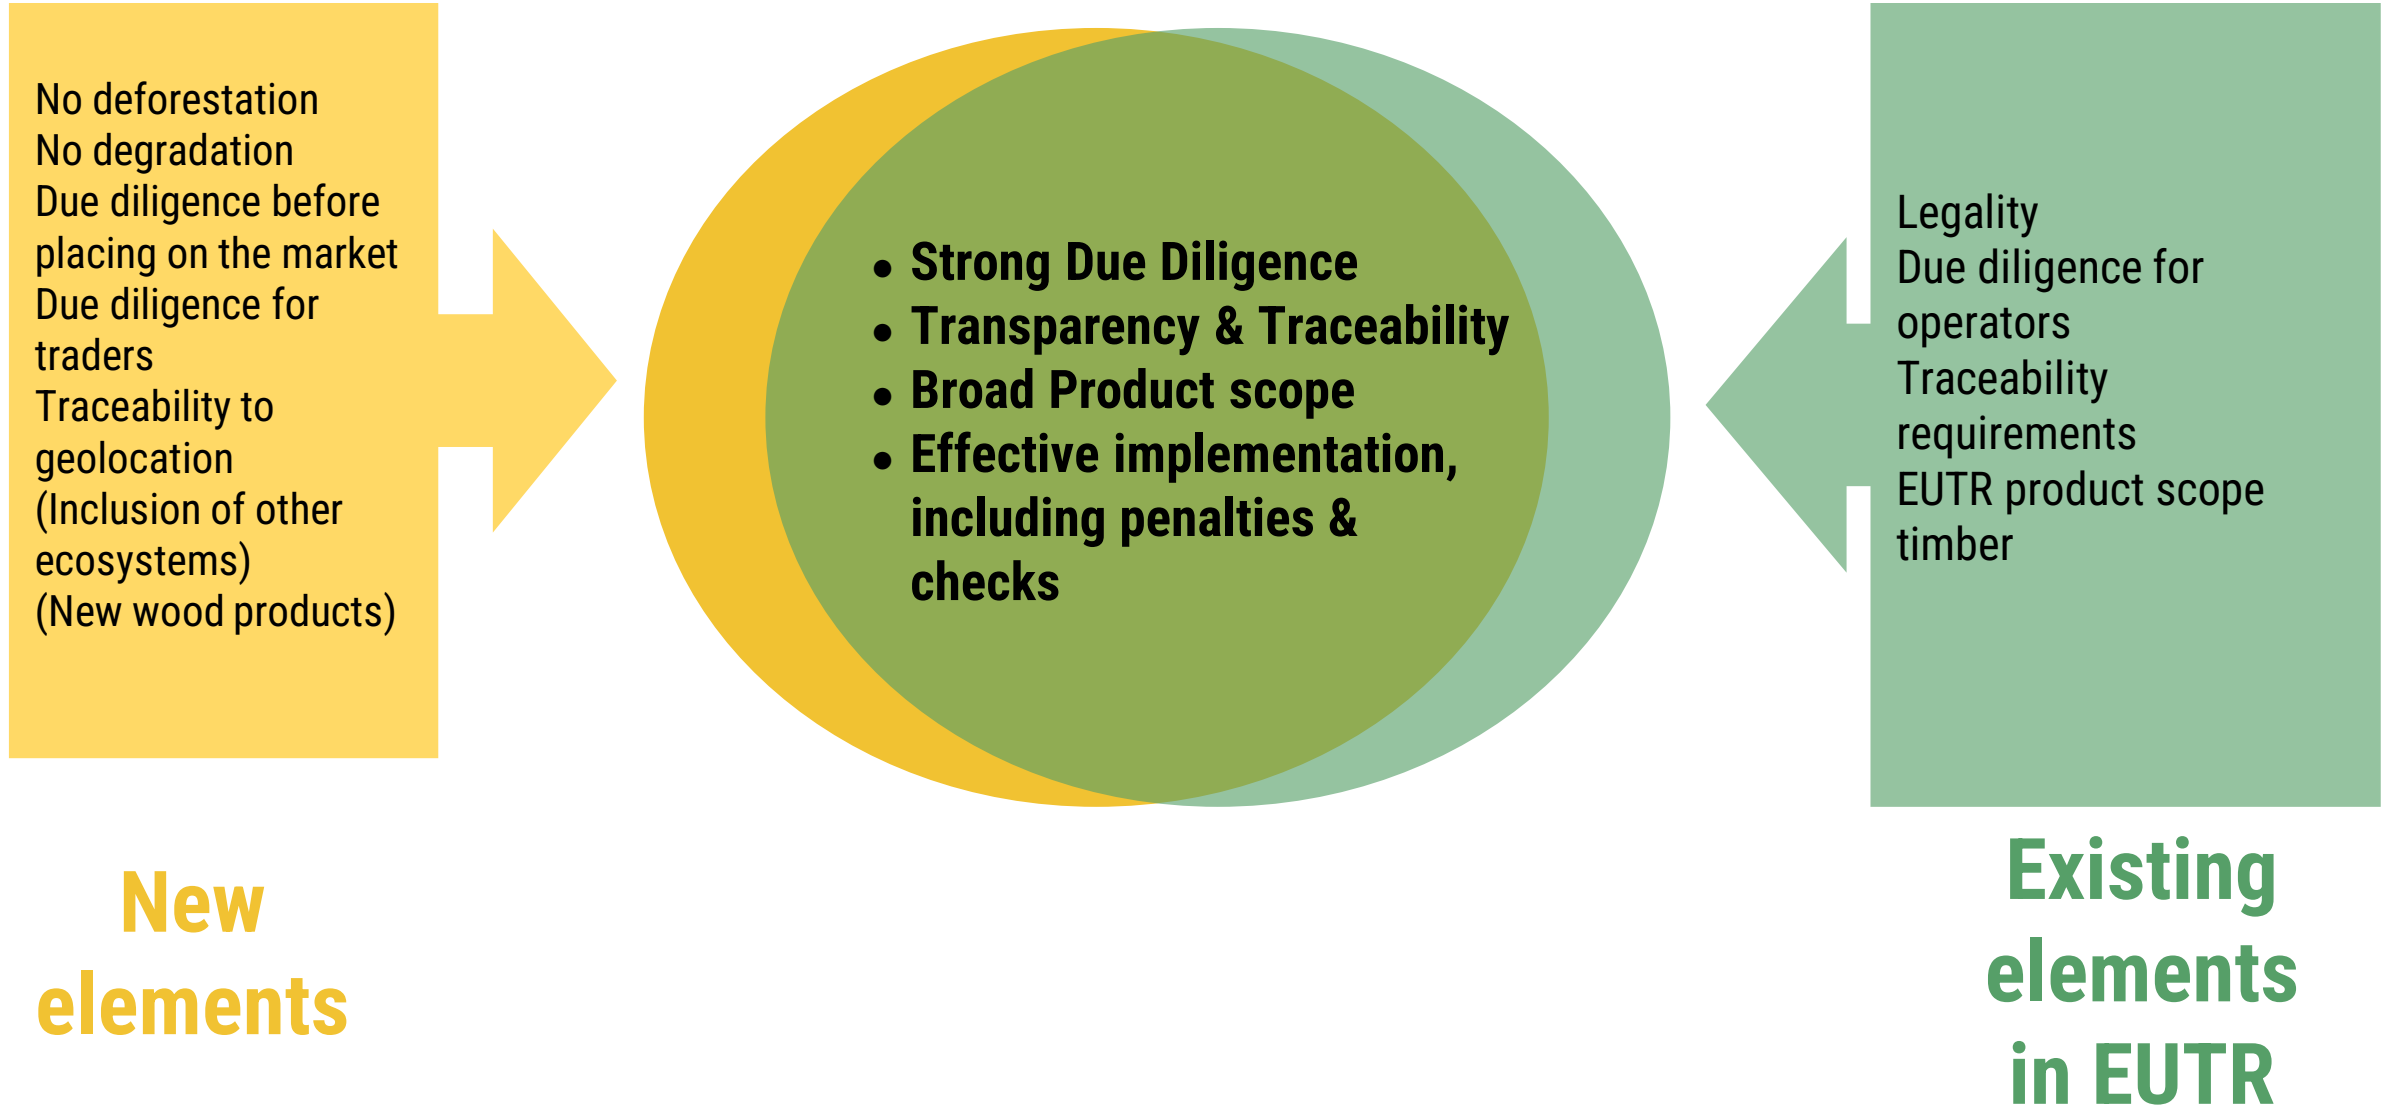 No deforestation
No degradation
Due diligence before
placing on the market
Due diligence for
traders
Traceability to
geolocation
(Inclusion of other
ecosystems)
(New wood products)
New
elements
● Strong Due Diligence
● Transparency & Traceability
● Broad Product scope
● Effective implementation,
including penalties &
checks
Legality
Due diligence for
operators
Traceability
requirements
EUTR product scope
timber
Existing
elements
in EUTR